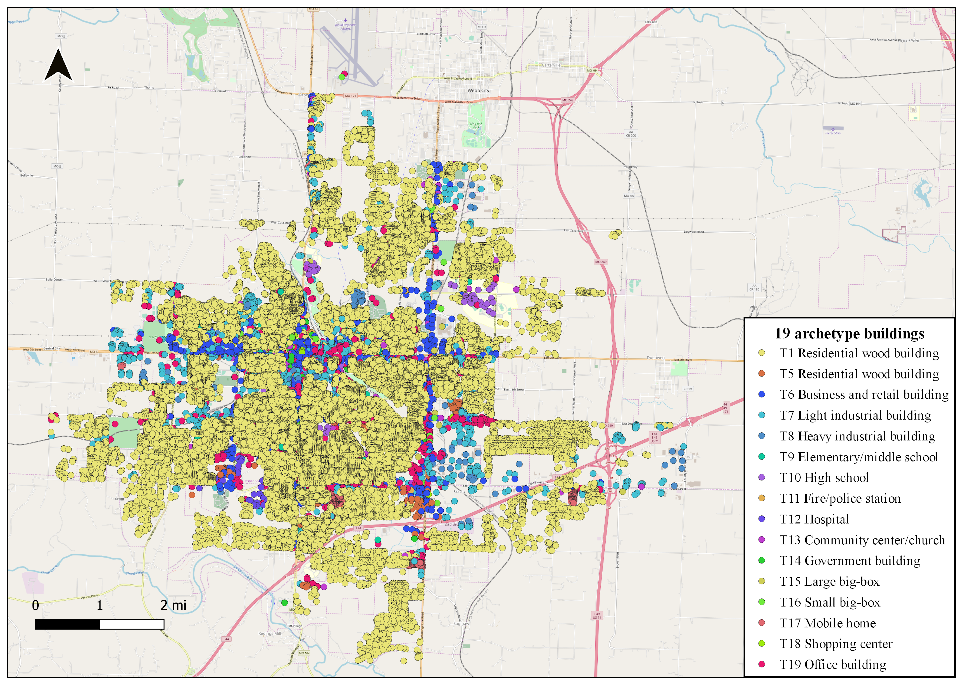 Webb City
0 1 2 mi
19 archetype buildings
T1 Residential wood building
T5 Residential wood building
T6 Business and retail building
T7 Light industrial building
T8 Heavy industrial building
T9 Elementary/middle school
T10 High school
T11 Fire/police station
T12 Hospital
T13 Community center/church
T14 Government building
T15 Large big-box
T16 Small big-box
T17 Mobile home
T18 Shopping center
T19 Office building